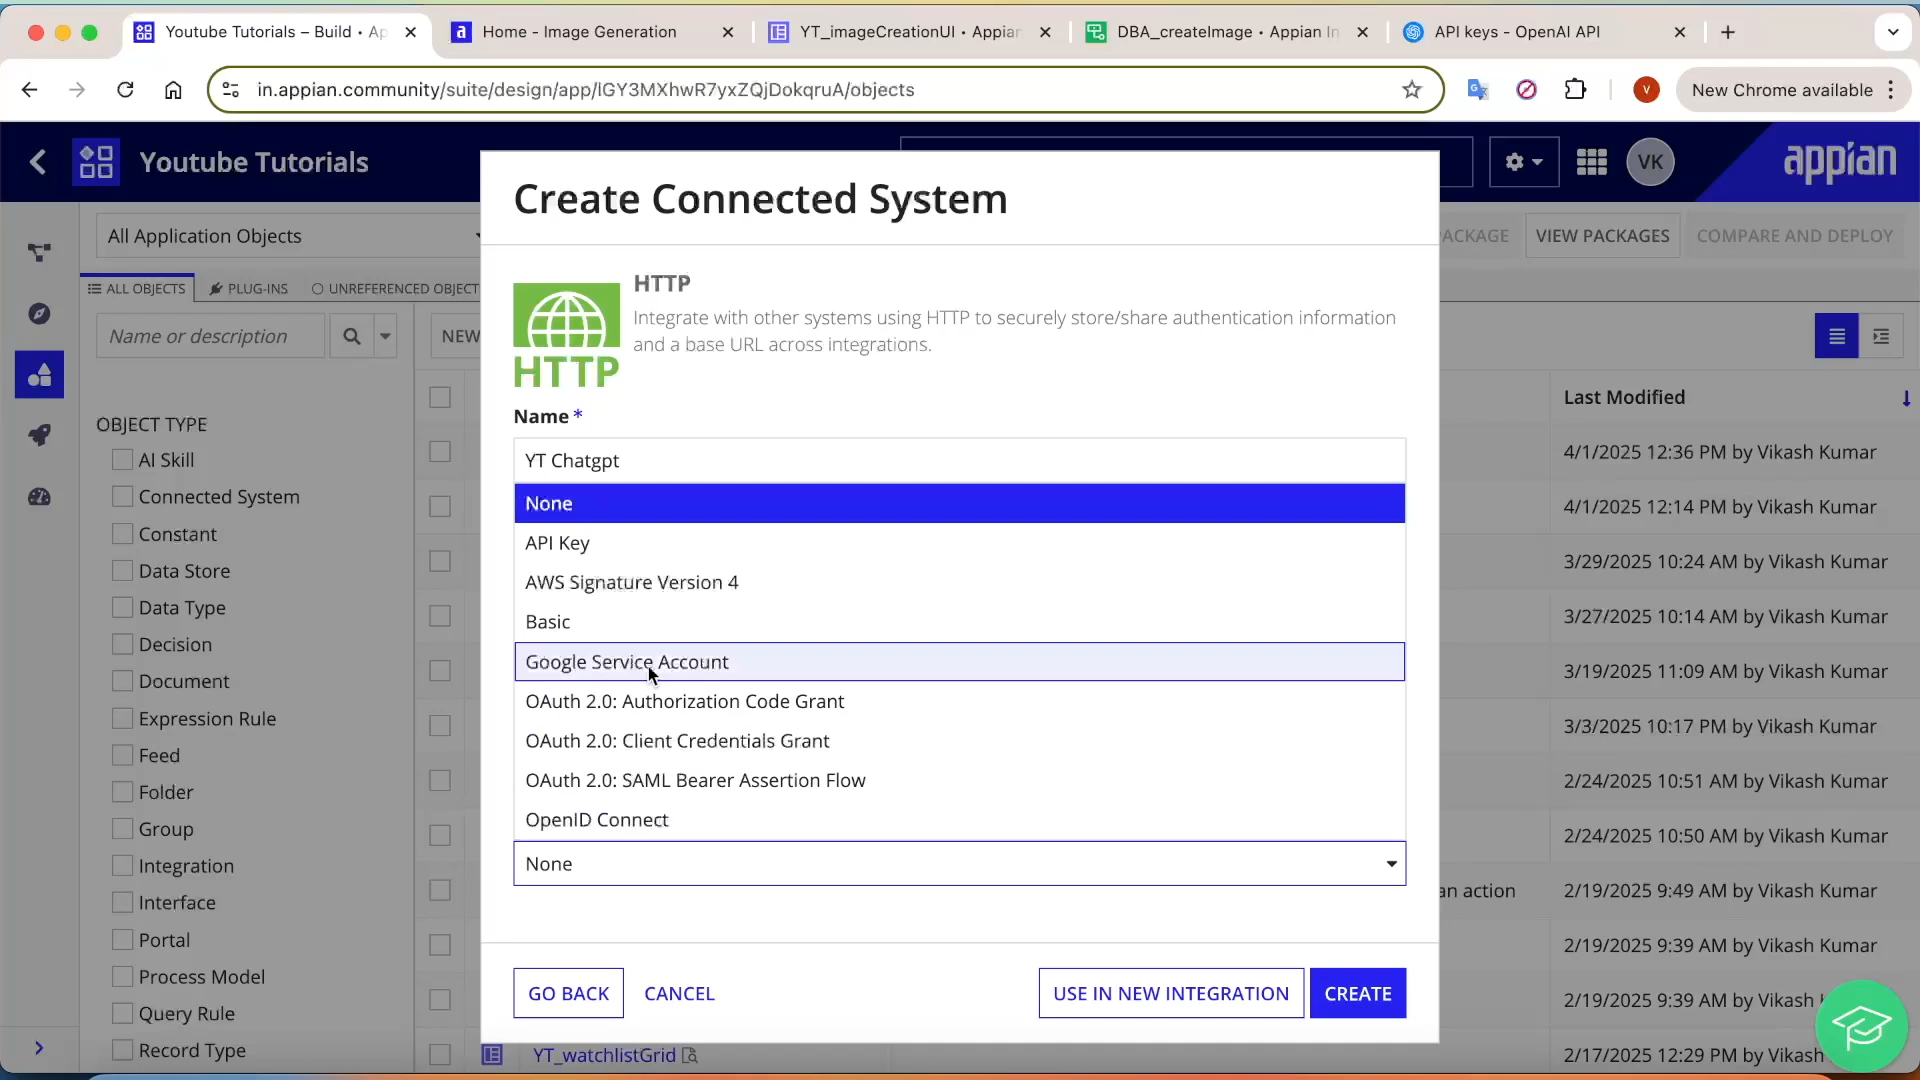 Youtube Tutorials – Build • Ap
Home - Image Generation
YT_imageCreationUI • Appian
DBA_createImage • Appian In
API keys - OpenAI API
in.appian.community/suite/design/app/lGY3MXhwR7yxZQjDokqruA/objects
V
New Chrome available
Youtube Tutorials
VK
appian
All Application Objects
PACKAGE
VIEW PACKAGES
COMPARE AND DEPLOY
ALL OBJECTS
PLUG-INS
UNREFERENCED OBJECT
Name or description
NEW
OBJECT TYPE
AI Skill
Connected System
Constant
Data Store
Data Type
Decision
Document
Expression Rule
Feed
Folder
Group
Integration
Interface
Portal
Process Model
Query Rule
Record Type
Create Connected System
HTTP
HTTP
Integrate with other systems using HTTP to securely store/share authentication information
and a base URL across integrations.
Name *
YT Chatgpt
None
API Key
AWS Signature Version 4
Basic
Google Service Account
OAuth 2.0: Authorization Code Grant
OAuth 2.0: Client Credentials Grant
OAuth 2.0: SAML Bearer Assertion Flow
OpenID Connect
None
GO BACK
CANCEL
USE IN NEW INTEGRATION
CREATE
YT_watchlistGrid
Last Modified
4/1/2025 12:36 PM by Vikash Kumar
4/1/2025 12:14 PM by Vikash Kumar
3/29/2025 10:24 AM by Vikash Kumar
3/27/2025 10:14 AM by Vikash Kumar
3/19/2025 11:09 AM by Vikash Kumar
3/3/2025 10:17 PM by Vikash Kumar
2/24/2025 10:51 AM by Vikash Kumar
2/24/2025 10:50 AM by Vikash Kumar
an action
2/19/2025 9:49 AM by Vikash Kumar
2/19/2025 9:39 AM by Vikash Kumar
2/19/2025 9:39 AM by Vikash
2/17/2025 12:29 PM by Vikash